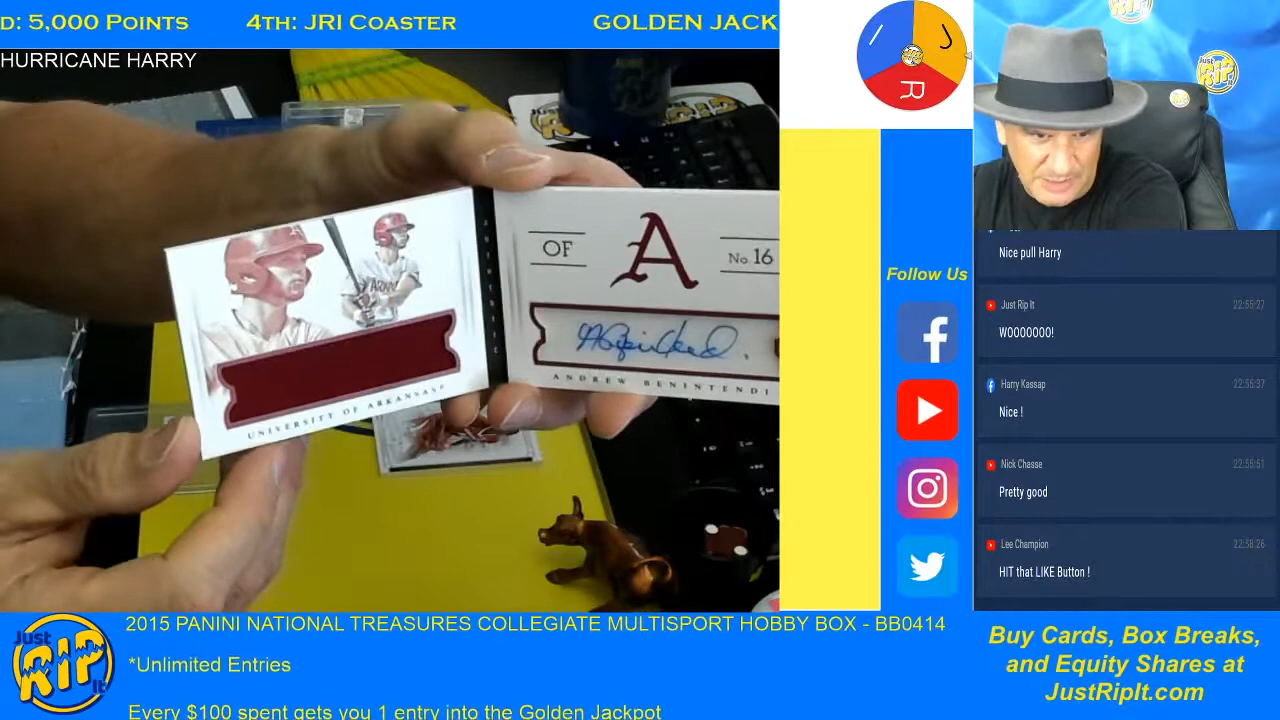 D: 5,000 POINTS 4TH: JRI COASTER GOLDEN JACK
HURRICANE HARRY
J
R
OF
A
No. 16
ANDREW BENINTENDI
UNIVERSITY OF ARKANSAS
Follow Us
Nice pull Harry
Just Rip It 22:55:27
WOOOOOOO!
Harry Kassap
Nice !
Nick Chasse
Pretty good
Lee Champion
HIT that LIKE Button !
Just
RIP
It
2015 PANINI NATIONAL TREASURES COLLEGIATE MULTISPORT HOBBY BOX - BB0414
*Unlimited Entries
Every $100 spent gets you 1 entry into the Golden Jackpot
Buy Cards, Box Breaks,
and Equity Shares at
JustRipIt.com